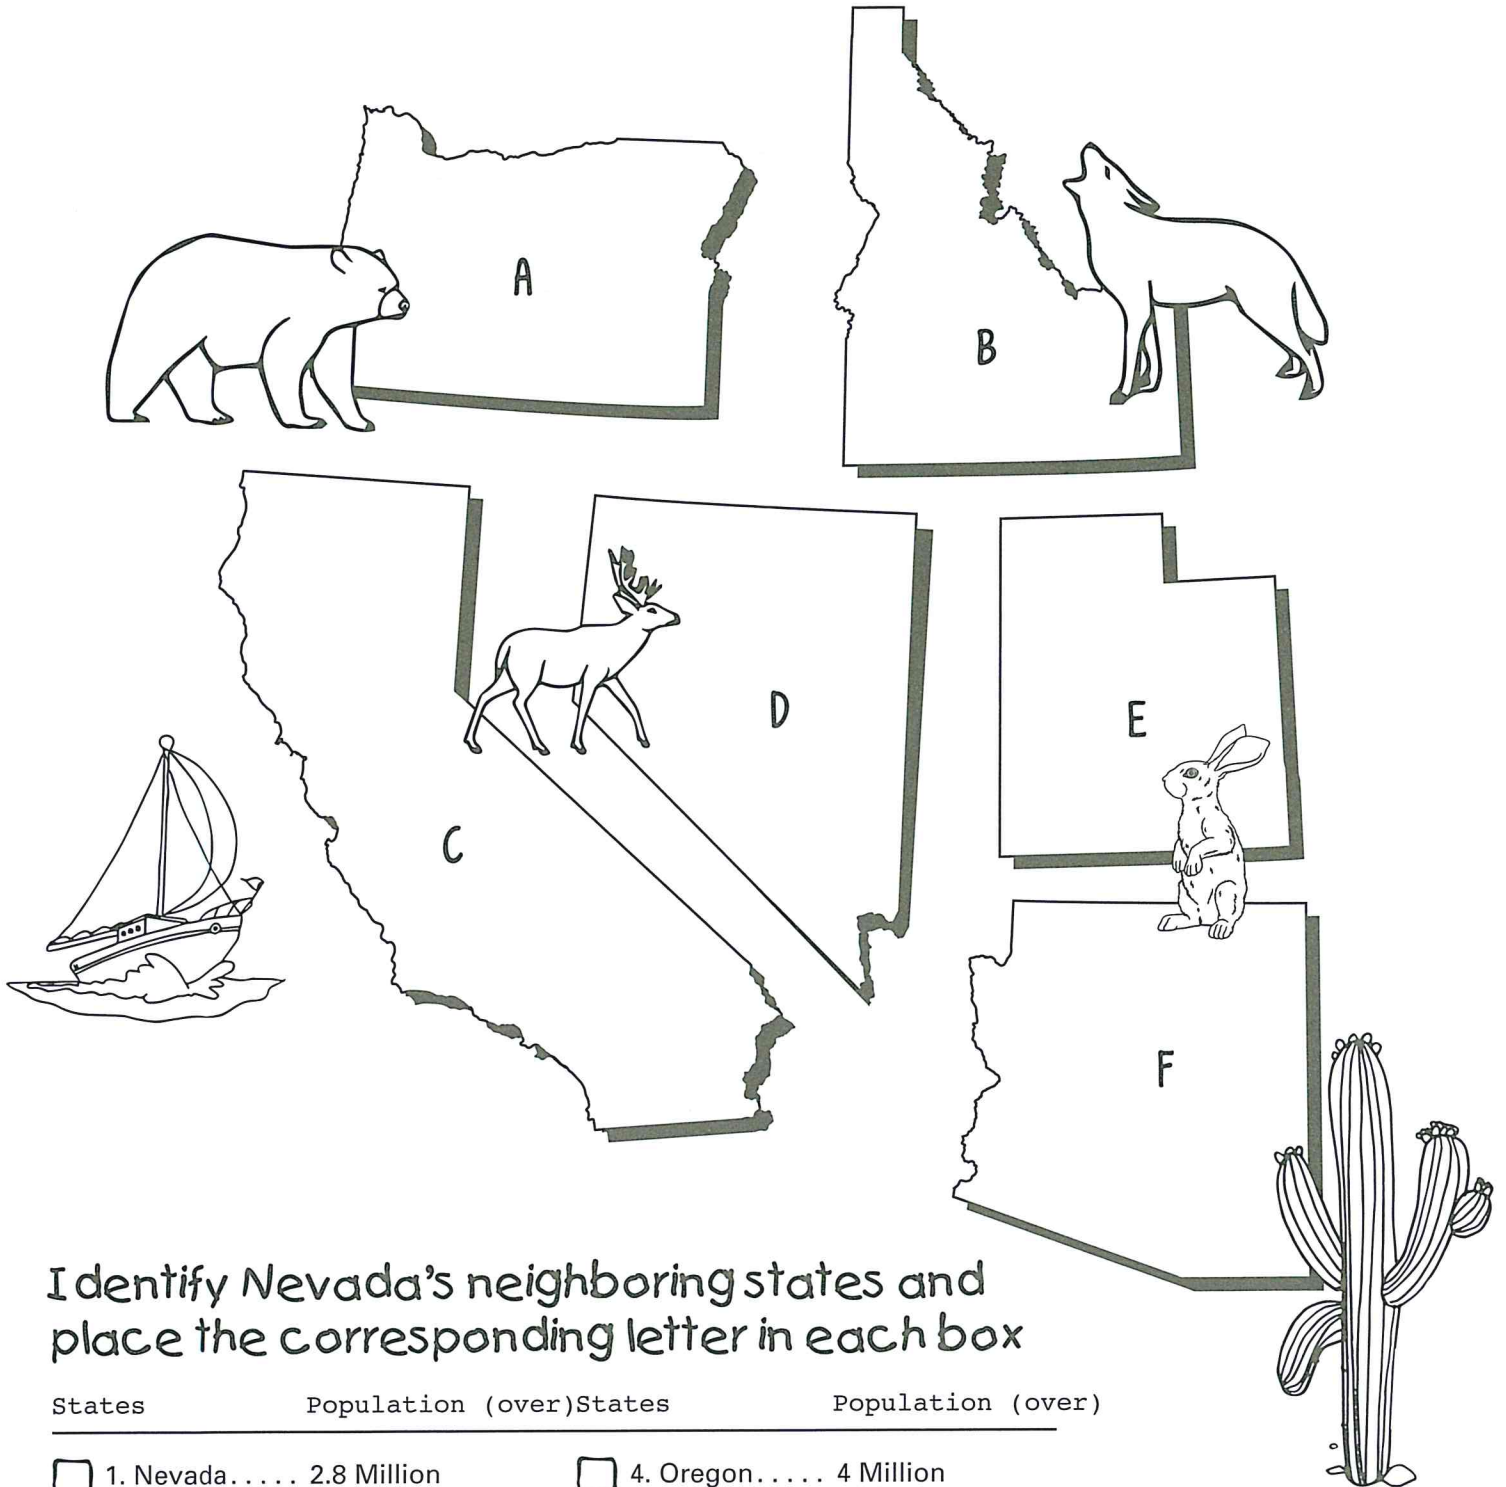 A
B
C
D
E
F
Identify Nevada's neighboring states and
place the corresponding letter in each box
States Population (over)States Population (over)
1. Nevada..... 2.8 Million 4. Oregon..... 4 Million